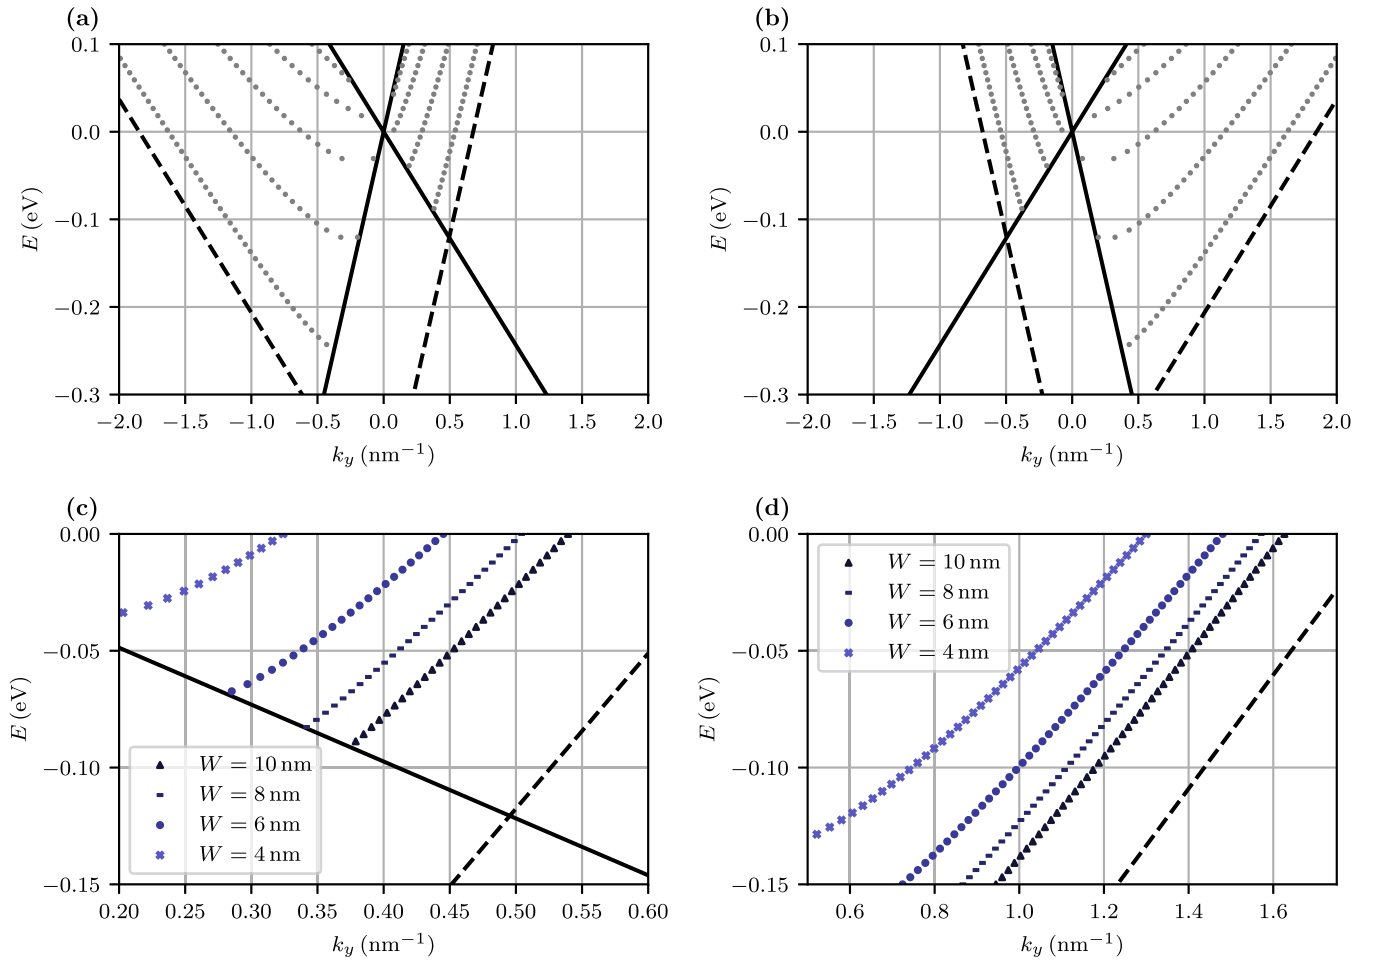 (a)
(b)
0.1
0.0
−0.1
−0.2
−0.3
E (eV)
−2.0 −1.5 −1.0 −0.5 0.0 0.5 1.0 1.5 2.0
k_y (nm⁻¹)
0.1
0.0
−0.1
−0.2
−0.3
E (eV)
−2.0 −1.5 −1.0 −0.5 0.0 0.5 1.0 1.5 2.0
k_y (nm⁻¹)
(c)
(d)
0.00
−0.05
−0.10
−0.15
E (eV)
W = 10 nm
W = 8 nm
W = 6 nm
W = 4 nm
0.20 0.25 0.30 0.35 0.40 0.45 0.50 0.55 0.60
k_y (nm⁻¹)
0.00
−0.05
−0.10
−0.15
E (eV)
W = 10 nm
W = 8 nm
W = 6 nm
W = 4 nm
0.6 0.8 1.0 1.2 1.4 1.6
k_y (nm⁻¹)